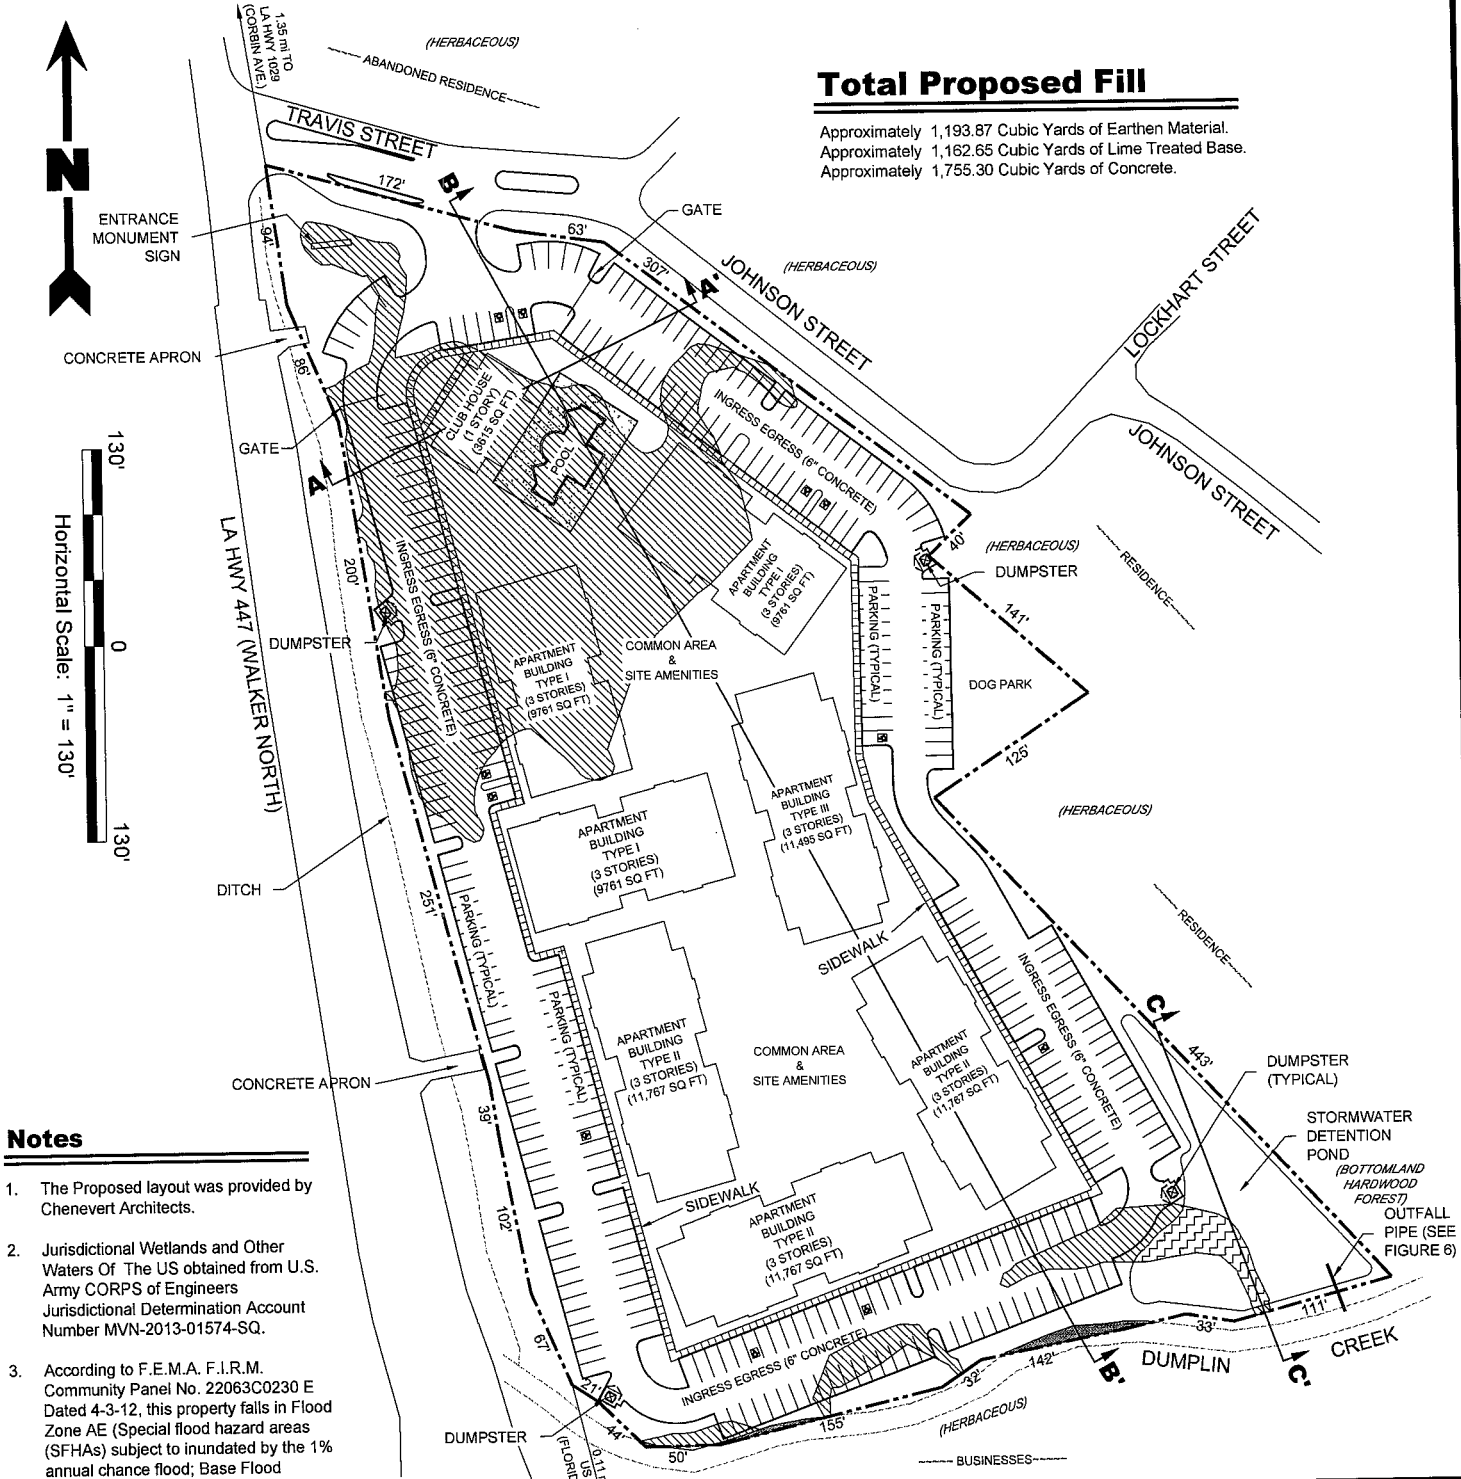 1.35 mi TO
LA HWY 1029
(CORBIN AVE.)
(HERBACEOUS)
ABANDONED RESIDENCE
Total Proposed Fill
Approximately 1,193.87 Cubic Yards of Earthen Material.
Approximately 1,162.65 Cubic Yards of Lime Treated Base.
Approximately 1,755.30 Cubic Yards of Concrete.
TRAVIS STREET
N
172'
B
GATE
ENTRANCE
MONUMENT
SIGN
94'
63'
307'
A'
JOHNSON STREET
(HERBACEOUS)
LOCKHART STREET
CONCRETE APRON
86'
CLUB HOUSE
(1 STORY)
(3615 SQ FT)
POOL
INGRESS EGRESS (6" CONCRETE)
GATE
A
JOHNSON STREET
130'
0
130'
Horizontal Scale: 1" = 130'
LA HWY 447 (WALKER NORTH)
200'
INGRESS EGRESS (6" CONCRETE)
DUMPSTER
APARTMENT
BUILDING
TYPE I
(3 STORIES)
(9761 SQ FT)
COMMON AREA
&
SITE AMENITIES
APARTMENT
BUILDING
TYPE I
(3 STORIES)
(9761 SQ FT)
PARKING (TYPICAL)
PARKING (TYPICAL)
40'
(HERBACEOUS)
DUMPSTER
RESIDENCE
141'
DOG PARK
125'
(HERBACEOUS)
APARTMENT
BUILDING
TYPE I
(3 STORIES)
(9761 SQ FT)
APARTMENT
BUILDING
TYPE III
(3 STORIES)
(11,495 SQ FT)
DITCH
251'
PARKING (TYPICAL)
PARKING (TYPICAL)
SIDEWALK
RESIDENCE
INGRESS EGRESS (6" CONCRETE)
C
443'
APARTMENT
BUILDING
TYPE II
(3 STORIES)
(11,767 SQ FT)
COMMON AREA
&
SITE AMENITIES
APARTMENT
BUILDING
TYPE II
(3 STORIES)
(11,767 SQ FT)
DUMPSTER
(TYPICAL)
CONCRETE APRON
39'
STORMWATER
DETENTION
POND
(BOTTOMLAND
HARDWOOD
FOREST)
OUTFALL
PIPE (SEE
FIGURE 6)
102'
SIDEWALK
APARTMENT
BUILDING
TYPE II
(3 STORIES)
(11,767 SQ FT)
67'
INGRESS EGRESS (6" CONCRETE)
21'
DUMPSTER
44'
50'
155'
32'
142'
33'
111'
B'
DUMPLIN
CREEK
C'
(HERBACEOUS)
BUSINESSES
0.11 m
US
(FLORID
Notes
1. The Proposed layout was provided by
Chenevert Architects.
2. Jurisdictional Wetlands and Other
Waters Of The US obtained from U.S.
Army CORPS of Engineers
Jurisdictional Determination Account
Number MVN-2013-01574-SQ.
3. According to F.E.M.A. F.I.R.M.
Community Panel No. 22063C0230 E
Dated 4-3-12, this property falls in Flood
Zone AE (Special flood hazard areas
(SFHAs) subject to inundated by the 1%
annual chance flood; Base Flood